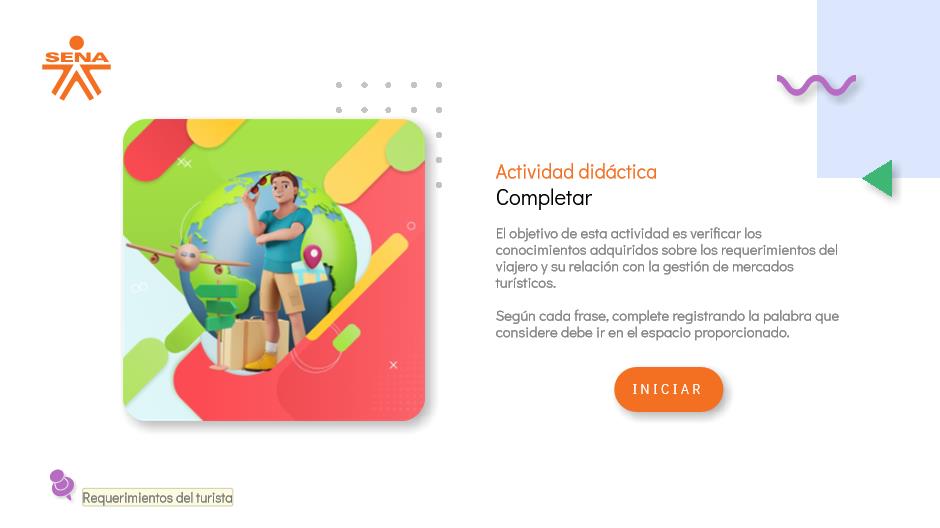 SENA
Actividad didáctica
Completar
El objetivo de esta actividad es verificar los
conocimientos adquiridos sobre los requerimientos del
viajero y su relación con la gestión de mercados
turísticos.
Según cada frase, complete registrando la palabra que
considere debe ir en el espacio proporcionado.
INICIAR
Requerimientos del turista